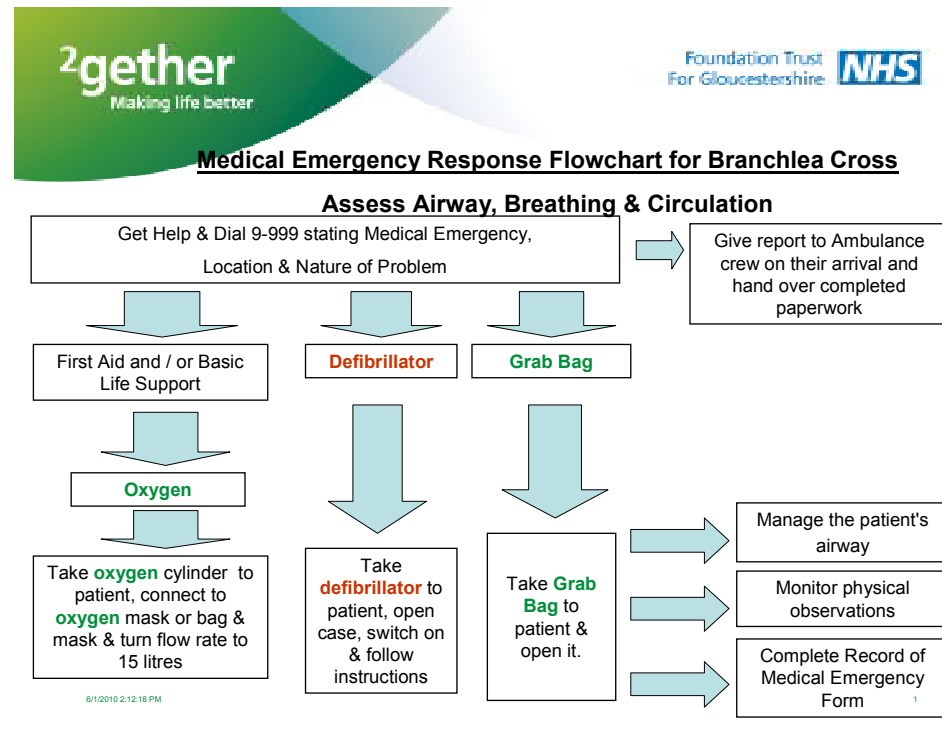 2gether
Making life better
Foundation Trust
For Gloucestershire
NHS
Medical Emergency Response Flowchart for Branchlea Cross
Assess Airway, Breathing & Circulation
Get Help & Dial 9-999 stating Medical Emergency,
Location & Nature of Problem
Give report to Ambulance
crew on their arrival and
hand over completed
paperwork
First Aid and / or Basic
Life Support
Defibrillator
Grab Bag
Oxygen
Take oxygen cylinder to
patient, connect to
oxygen mask or bag &
mask & turn flow rate to
15 litres
Take
defibrillator to
patient, open
case, switch on
& follow
instructions
Take Grab
Bag to
patient &
open it.
Manage the patient's
airway
Monitor physical
observations
Complete Record of
Medical Emergency
Form
6/1/2010 2:12:18 PM
1